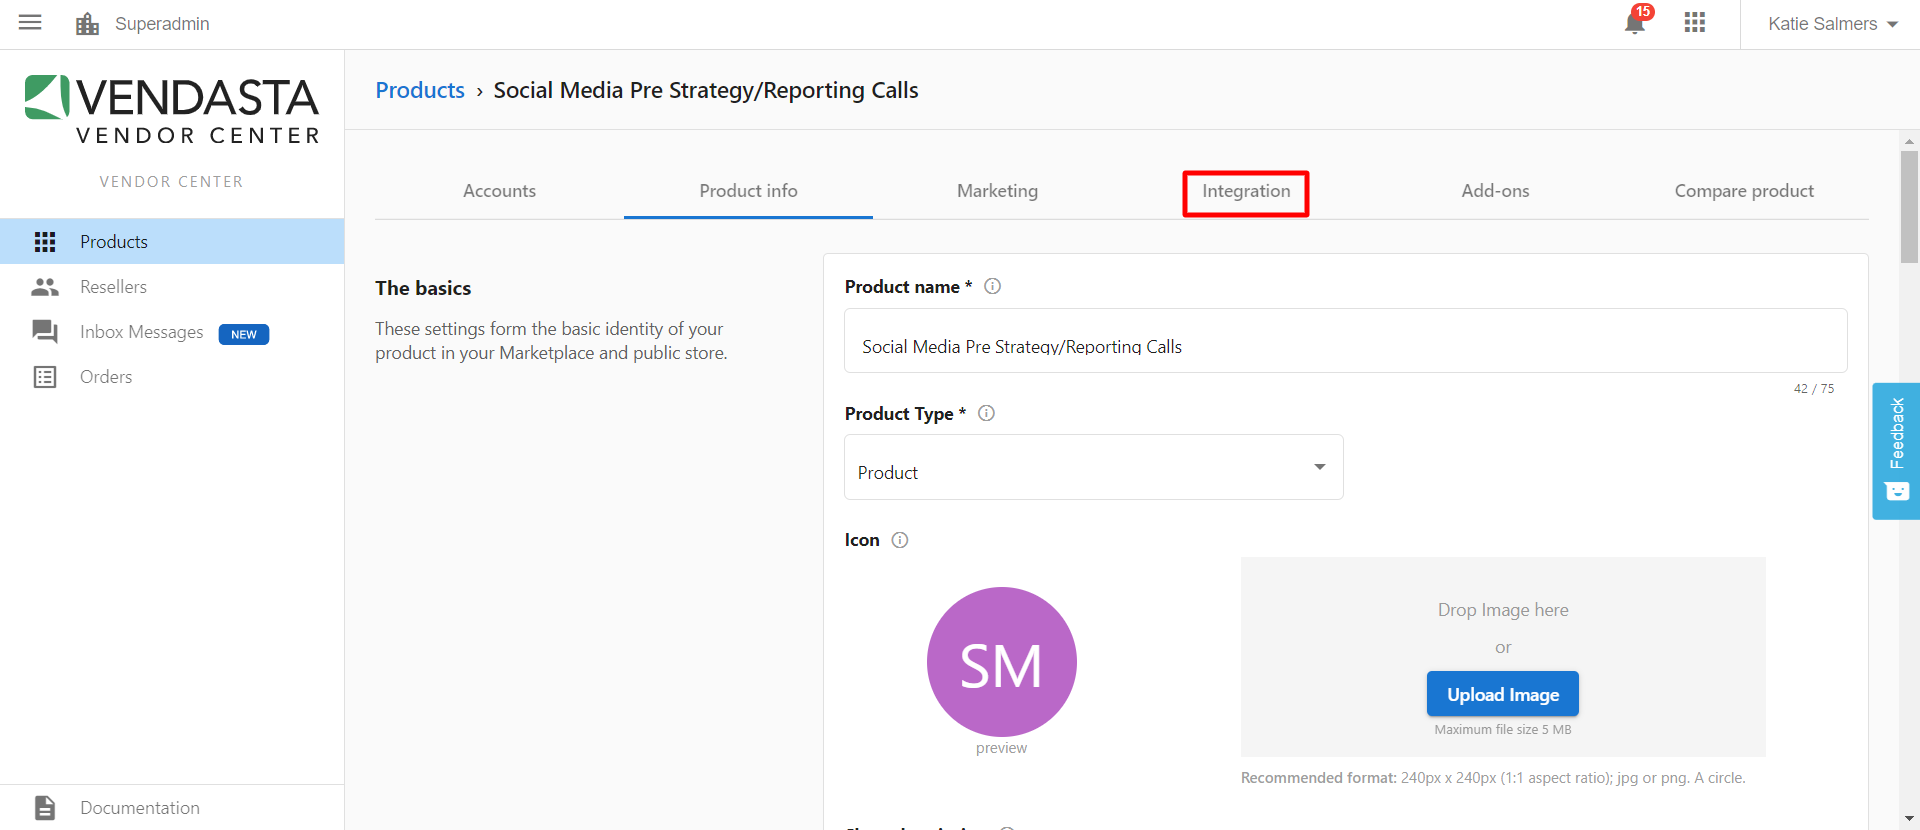 Superadmin
15
Katie Salmers
VENDASTA
VENDOR CENTER
VENDOR CENTER
Products
Resellers
Inbox Messages NEW
Orders
Documentation
Products › Social Media Pre Strategy/Reporting Calls
Accounts Product info Marketing Integration Add-ons Compare product
The basics
These settings form the basic identity of your
product in your Marketplace and public store.
Product name *
Social Media Pre Strategy/Reporting Calls
42 / 75
Product Type *
Product
Icon
SM
preview
Drop Image here
or
Upload Image
Maximum file size 5 MB
Recommended format: 240px x 240px (1:1 aspect ratio); jpg or png. A circle.
Feedback